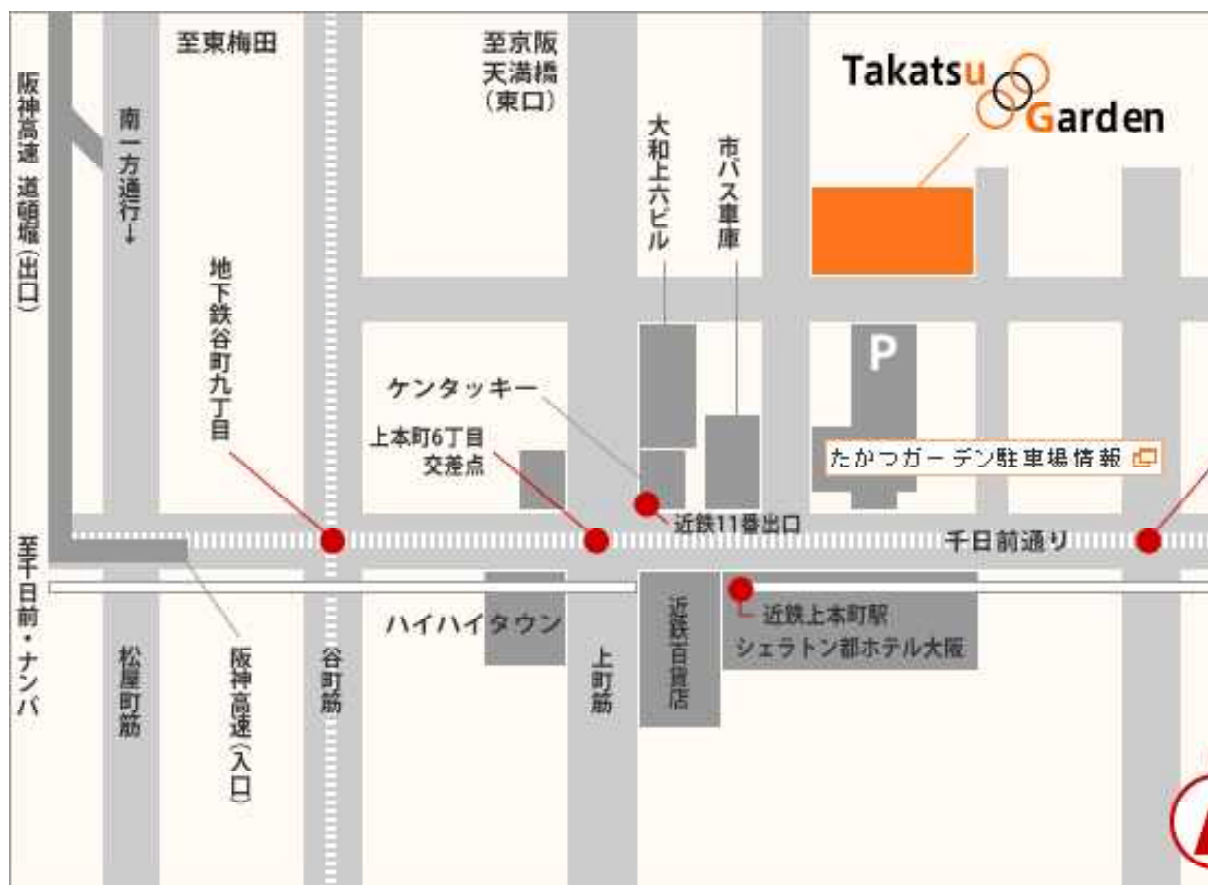 至東梅田
至京阪
天満橋
(東口)
Takatsu
Garden
阪神高速 道頓堀(出口)
南一方通行↓
大和上六ビル
市バス車庫
地下鉄谷町九丁目
P
ケンタッキー
上本町6丁目
交差点
たかつガーデン駐車場情報
近鉄11番出口
千日前通り
至千日前・ナンバ
ハイハイタウン
近鉄上本町駅
シェラトン都ホテル大阪
近鉄百貨店
松屋町筋
阪神高速(入口)
谷町筋
上町筋